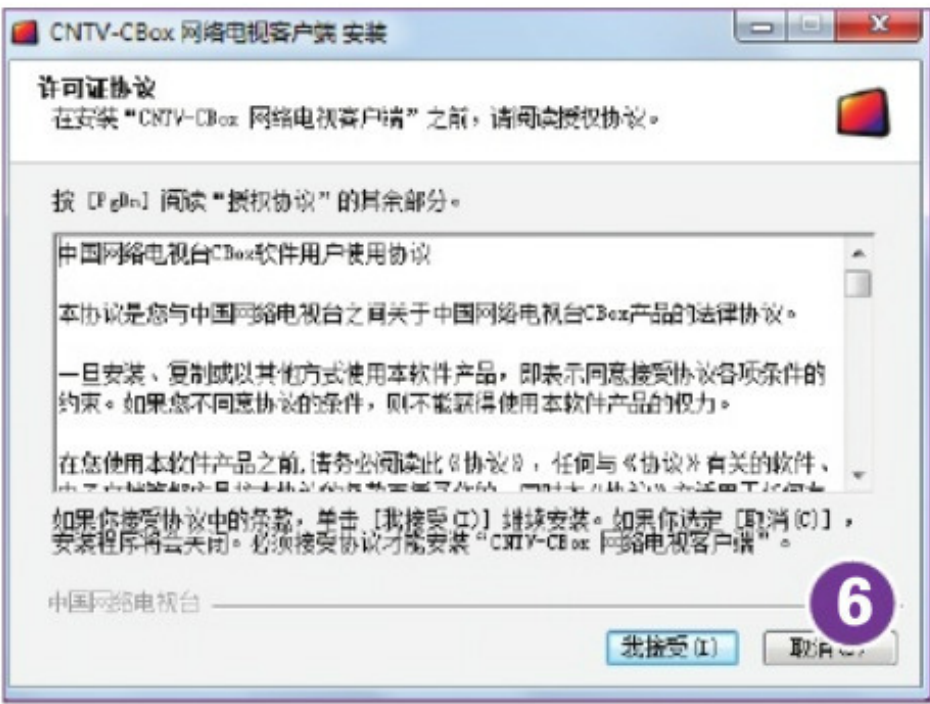 CNTV-CBox 网络电视客户端 安装
许可证协议
在安装“CNTV-CBox 网络电视客户端”之前，请阅读授权协议。
按 [PgDn] 阅读“授权协议”的其余部分。
中国网络电视台CBox软件用户使用协议
本协议是您与中国网络电视台之间关于中国网络电视台CBox产品的法律协议。
一旦安装、复制或以其他方式使用本软件产品，即表示同意接受协议各项条件的
约束。如果您不同意协议的条件，则不能获得使用本软件产品的权力。
在您使用本软件产品之前,请务必阅读此《协议》，任何与《协议》有关的软件、
如果你接受协议中的条款，单击 [我接受(I)] 继续安装。如果你选定 [取消(C)] ，
安装程序将会关闭。必须接受协议才能安装“CNTV-CBox 网络电视客户端”。
中国网络电视台
6
我接受(I)
取消